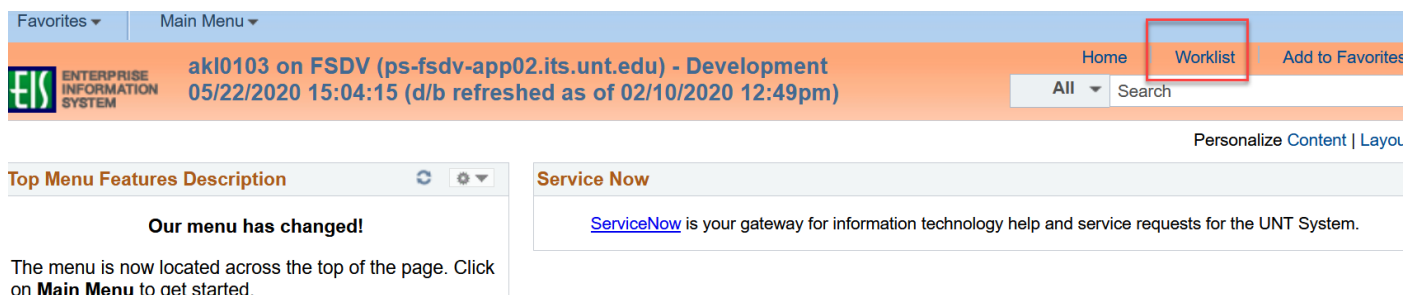 Favorites Main Menu
Home Worklist Add to Favorites
EIS ENTERPRISE INFORMATION SYSTEM
akl0103 on FSDV (ps-fsdv-app02.its.unt.edu) - Development
05/22/2020 15:04:15 (d/b refreshed as of 02/10/2020 12:49pm)
All Search
Personalize Content | Layou
Top Menu Features Description
Our menu has changed!
The menu is now located across the top of the page. Click
on Main Menu to get started.
Service Now
ServiceNow is your gateway for information technology help and service requests for the UNT System.